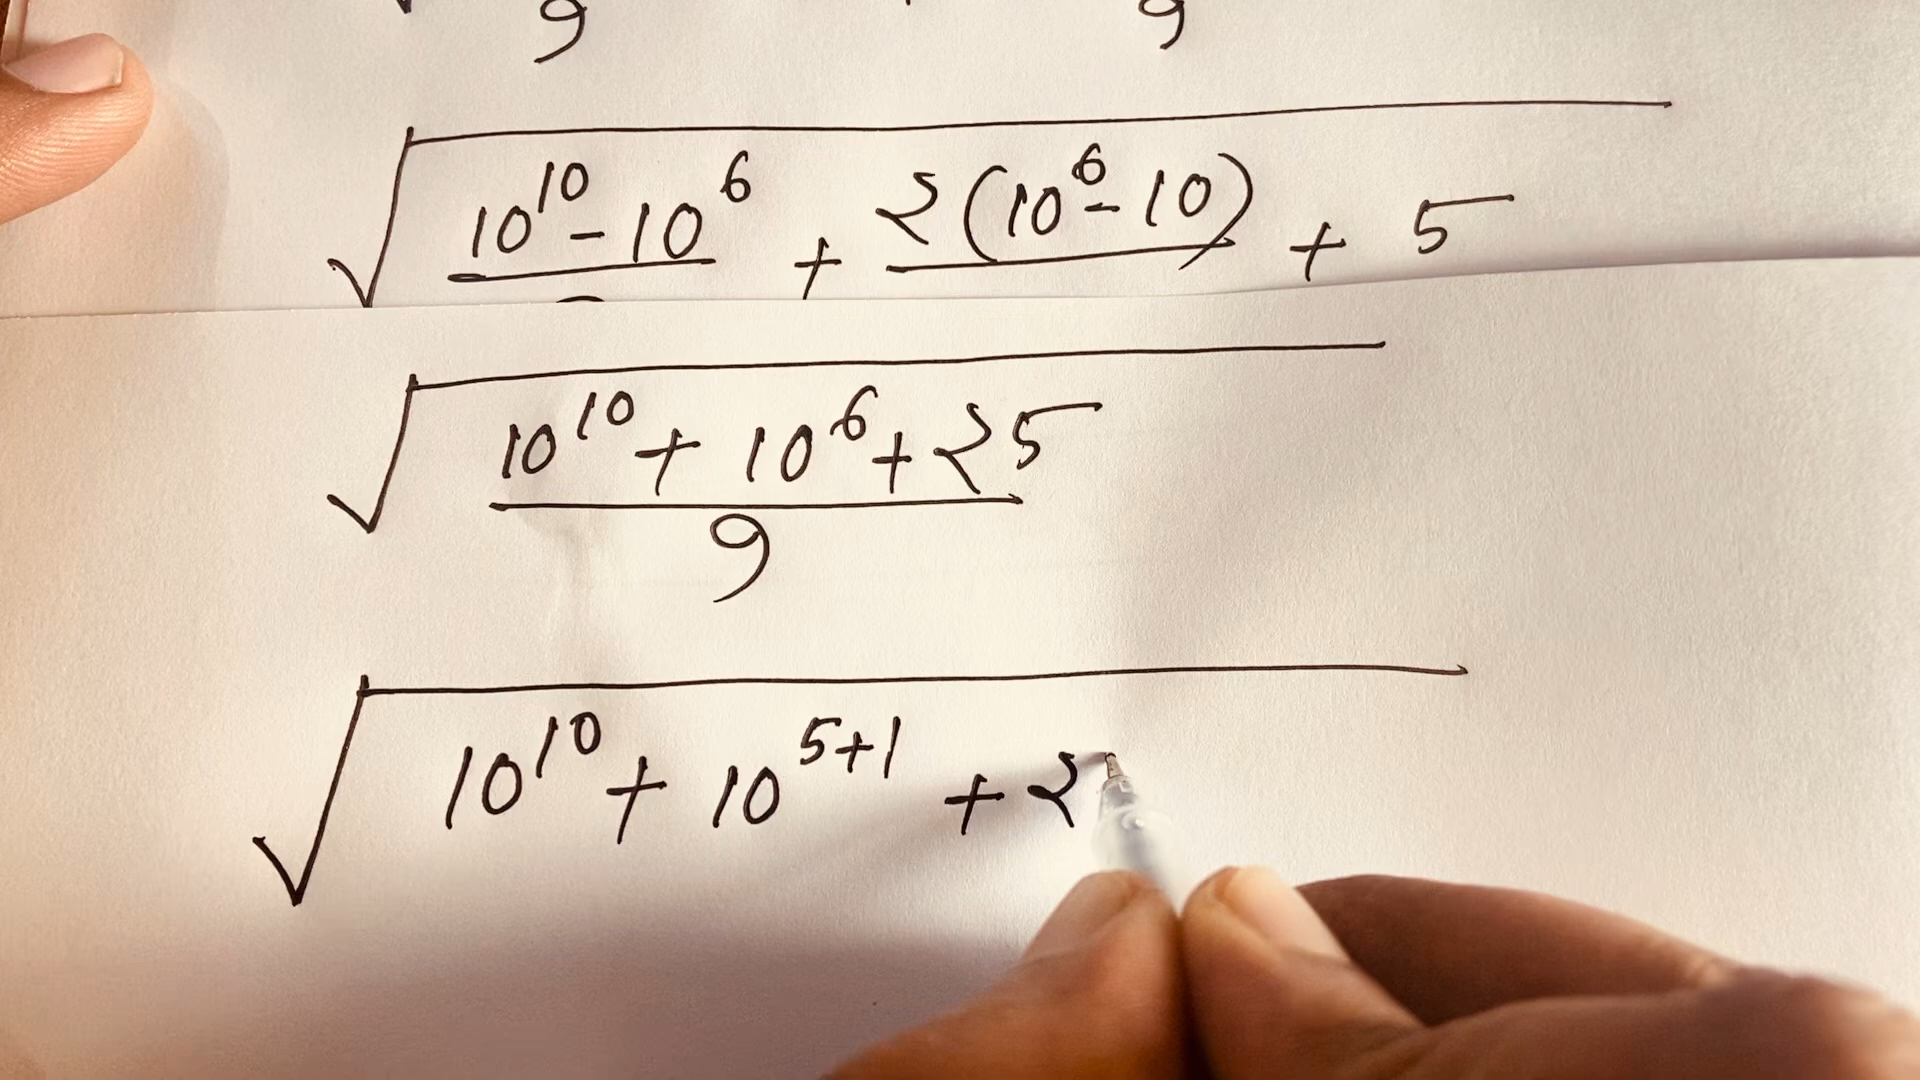 9 9
√ 10^10 - 10^6 + 2(10^6 - 10) + 5
√ 10^10 + 10^6 + 25
9
√ 10^10 + 10^5+1 + 2